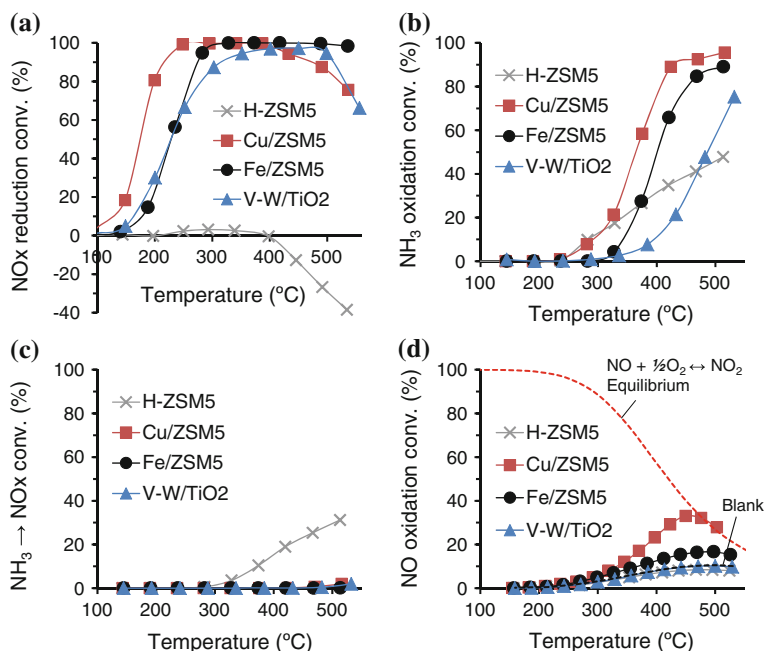 (a)
NOx reduction conv. (%)
100
80
60
40
20
0
-20
-40
100 200 300 400 500
Temperature (ºC)
H-ZSM5
Cu/ZSM5
Fe/ZSM5
V-W/TiO2
(b)
NH3 oxidation conv. (%)
100
80
60
40
20
0
100 200 300 400 500
Temperature (ºC)
H-ZSM5
Cu/ZSM5
Fe/ZSM5
V-W/TiO2
(c)
NH3 → NOx conv. (%)
100
80
60
40
20
0
100 200 300 400 500
Temperature (ºC)
H-ZSM5
Cu/ZSM5
Fe/ZSM5
V-W/TiO2
(d)
NO oxidation conv. (%)
100
80
60
40
20
0
100 200 300 400 500
Temperature (ºC)
NO + ½O2 ↔ NO2
Equilibrium
H-ZSM5
Cu/ZSM5
Fe/ZSM5
V-W/TiO2
Blank